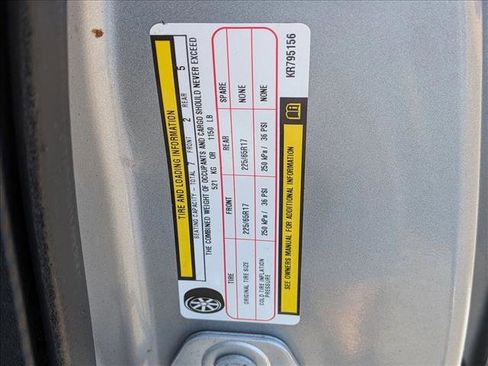 TIRE AND LOADING INFORMATION
SEATING CAPACITY - TOTAL 7 FRONT 2 REAR 5
THE COMBINED WEIGHT OF OCCUPANTS AND CARGO SHOULD NEVER EXCEED
521 KG OR 1150 LB
TIRE FRONT REAR SPARE
ORIGINAL TIRE SIZE 225/65R17 225/65R17 NONE
COLD TIRE INFLATION PRESSURE 250 kPa / 36 PSI 250 kPa / 36 PSI NONE
SEE OWNERS MANUAL FOR ADDITIONAL INFORMATION
KR795156